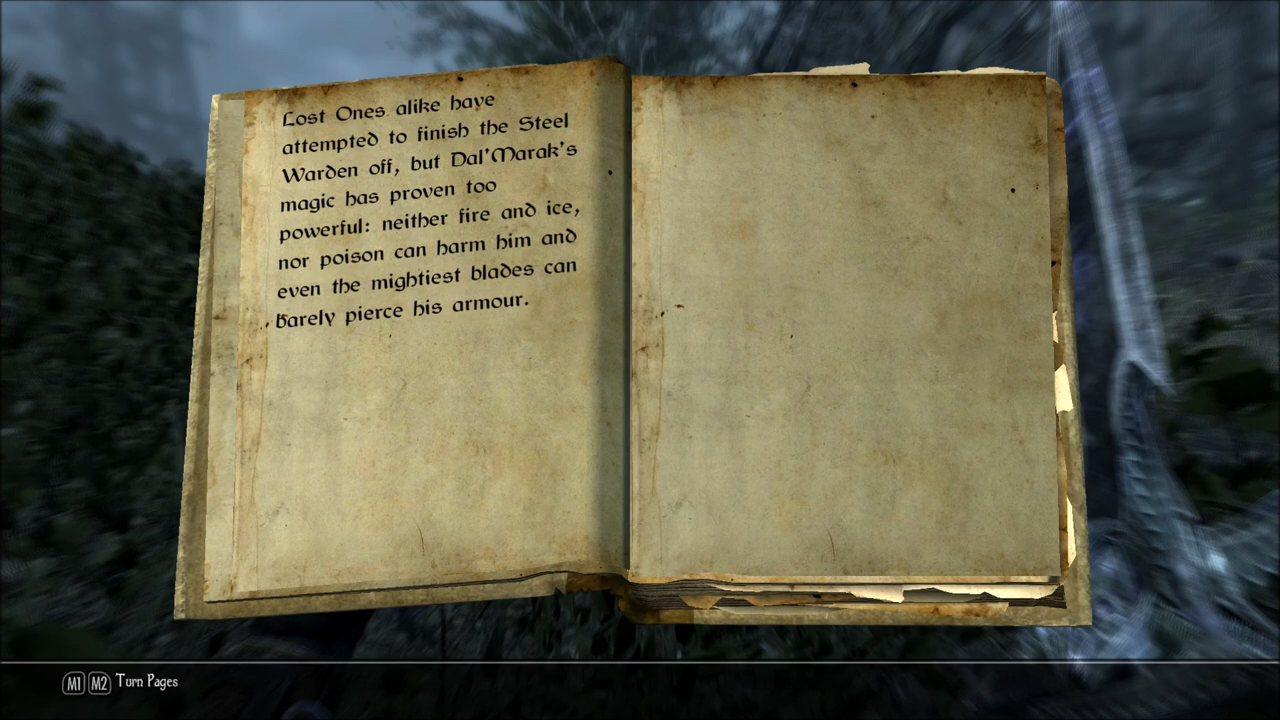 Lost Ones alike have
attempted to finish the Steel
Warden off, but Dal'Marak's
magic has proven too
powerful: neither fire and ice,
nor poison can harm him and
even the mightiest blades can
barely pierce his armour.
M1 M2 Turn Pages